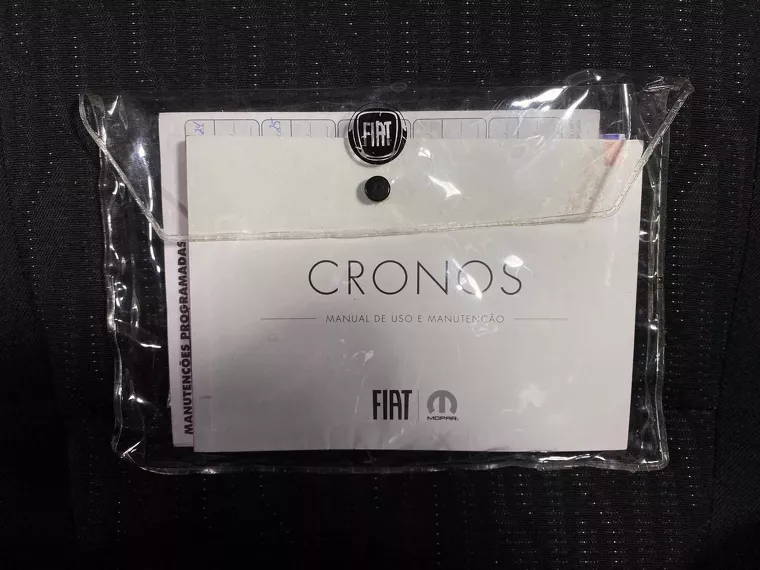 FIAT
CRONOS
MANUAL DE USO E MANUTENÇÃO
FIAT
MOPAR
MANUTENÇÕES PROGRAMADAS